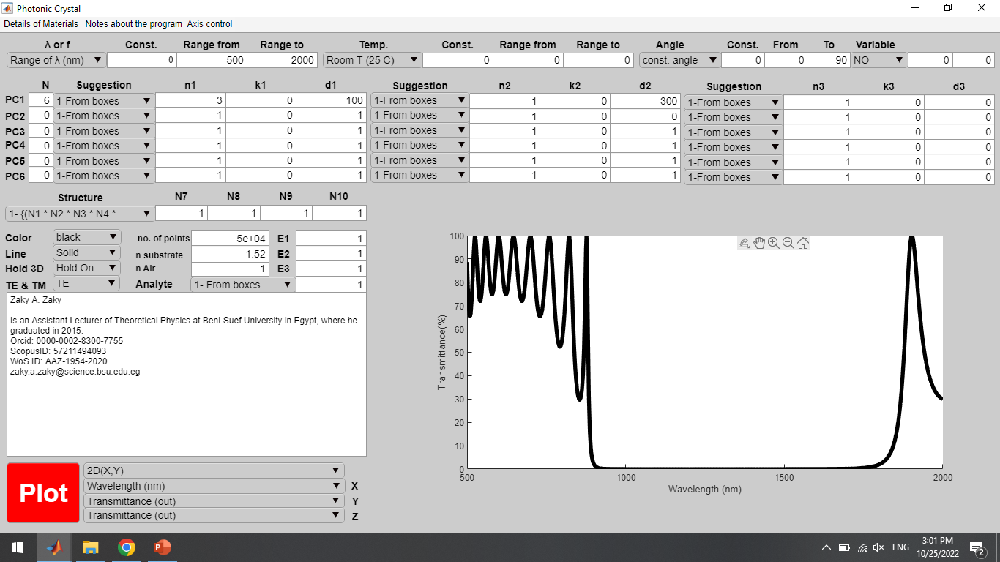 Photonic Crystal
Details of Materials Notes about the program Axis control
λ or f Const. Range from Range to Temp. Const. Range from Range to Angle Const. From To Variable
Range of λ (nm) 0 500 2000 Room T (25 C) 0 0 0 const. angle 0 0 90 NO 0 0
N Suggestion n1 k1 d1 Suggestion n2 k2 d2 Suggestion n3 k3 d3
PC1 6 1-From boxes 3 0 100 1-From boxes 1 0 300 1-From boxes 1 0 0
PC2 0 1-From boxes 1 0 1 1-From boxes 1 0 0 1-From boxes 1 0 0
PC3 0 1-From boxes 1 0 1 1-From boxes 1 0 1 1-From boxes 1 0 0
PC4 0 1-From boxes 1 0 1 1-From boxes 1 0 1 1-From boxes 1 0 0
PC5 0 1-From boxes 1 0 1 1-From boxes 1 0 1 1-From boxes 1 0 0
PC6 0 1-From boxes 1 0 1 1-From boxes 1 0 1 1-From boxes 1 0 0
Structure N7 N8 N9 N10
1- {(N1 * N2 * N3 * N4 * ... 1 1 1 1
Color black no. of points 5e+04 E1 1
Line Solid n substrate 1.52 E2 1
Hold 3D Hold On n Air 1 E3 1
TE & TM TE Analyte 1- From boxes 1
Zaky A. Zaky
Is an Assistant Lecturer of Theoretical Physics at Beni-Suef University in Egypt, where he
graduated in 2015.
Orcid: 0000-0002-8300-7755
ScopusID: 57211494093
WoS ID: AAZ-1954-2020
zaky.a.zaky@science.bsu.edu.eg
Plot
2D(X,Y)
Wavelength (nm) X
Transmittance (out) Y
Transmittance (out) Z
Transmittance(%)
100
90
80
70
60
50
40
30
20
10
0
500 1000 1500 2000
Wavelength (nm)
ENG
3:01 PM
10/25/2022
2